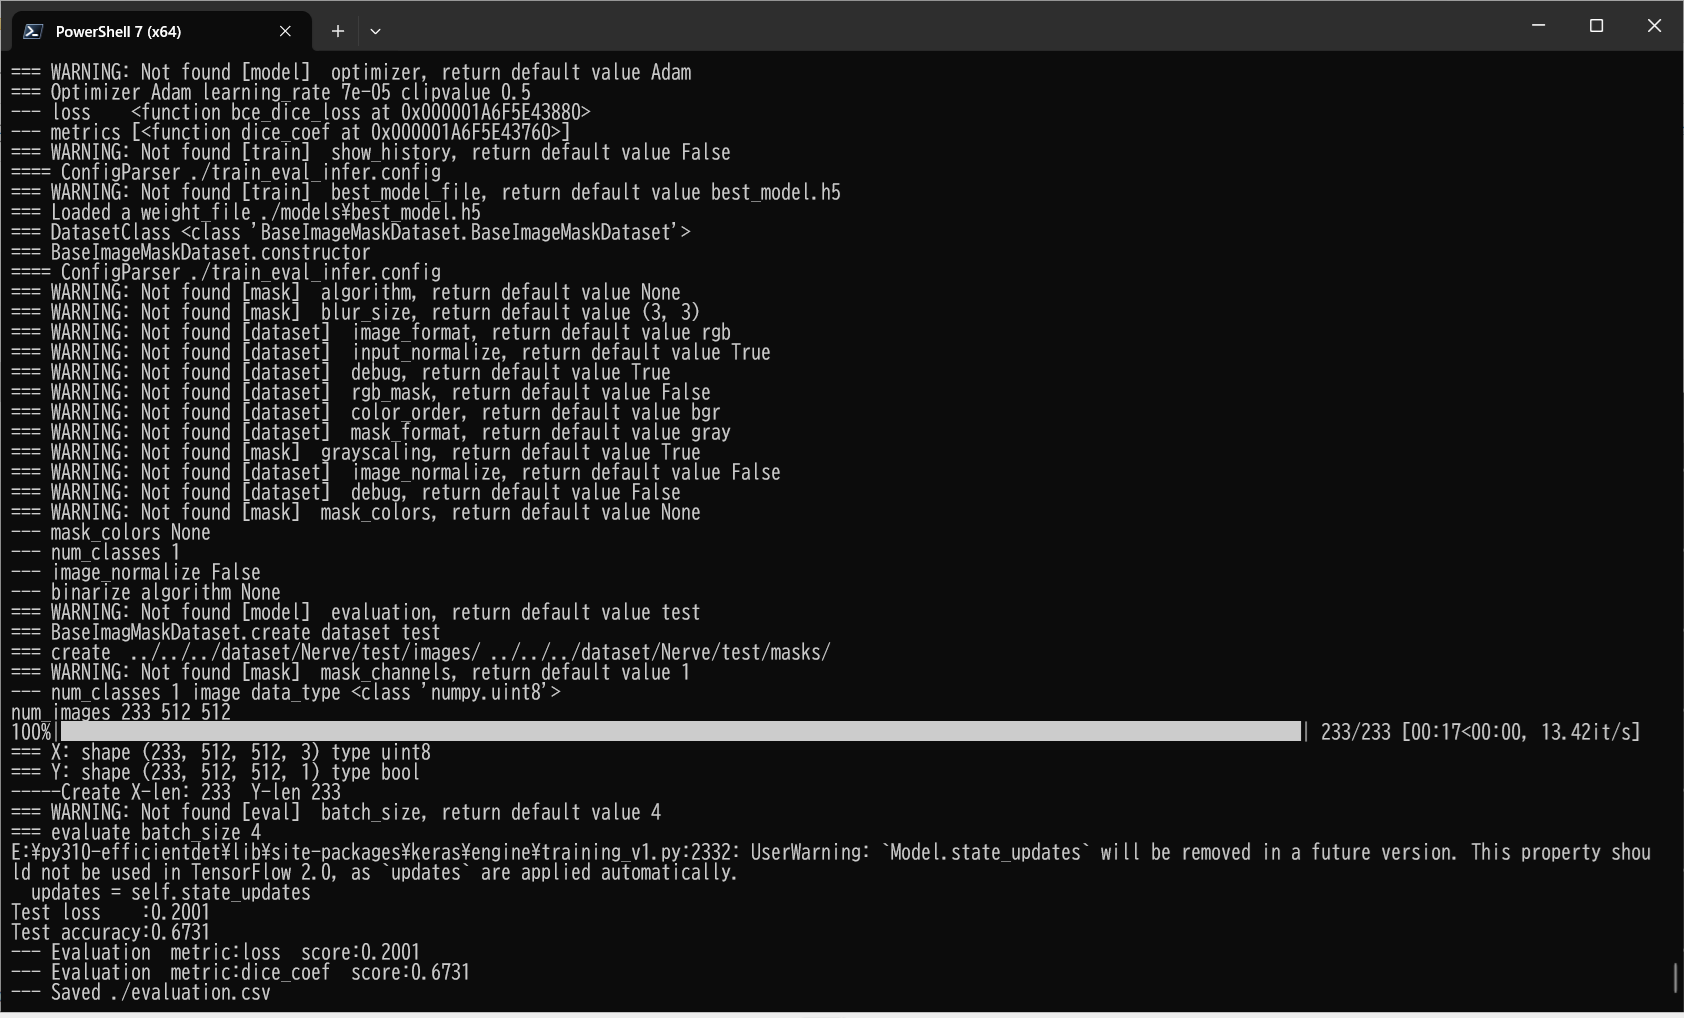 PowerShell 7 (x64)
=== WARNING: Not found [model]  optimizer, return default value Adam
=== Optimizer Adam learning_rate 7e-05 clipvalue 0.5
--- loss    <function bce_dice_loss at 0x000001A6F5E43880>
--- metrics [<function dice_coef at 0x000001A6F5E43760>]
=== WARNING: Not found [train]  show_history, return default value False
==== ConfigParser ./train_eval_infer.config
=== WARNING: Not found [train]  best_model_file, return default value best_model.h5
=== Loaded a weight_file ./models¥best_model.h5
=== DatasetClass <class 'BaseImageMaskDataset.BaseImageMaskDataset'>
=== BaseImageMaskDataset.constructor
==== ConfigParser ./train_eval_infer.config
=== WARNING: Not found [mask]  algorithm, return default value None
=== WARNING: Not found [mask]  blur_size, return default value (3, 3)
=== WARNING: Not found [dataset]  image_format, return default value rgb
=== WARNING: Not found [dataset]  input_normalize, return default value True
=== WARNING: Not found [dataset]  debug, return default value True
=== WARNING: Not found [dataset]  rgb_mask, return default value False
=== WARNING: Not found [dataset]  color_order, return default value bgr
=== WARNING: Not found [dataset]  mask_format, return default value gray
=== WARNING: Not found [mask]  grayscaling, return default value True
=== WARNING: Not found [dataset]  image_normalize, return default value False
=== WARNING: Not found [dataset]  debug, return default value False
=== WARNING: Not found [mask]  mask_colors, return default value None
--- mask_colors None
--- num_classes 1
--- image_normalize False
--- binarize algorithm None
=== WARNING: Not found [model]  evaluation, return default value test
=== BaseImagMaskDataset.create dataset test
=== create  ../../../dataset/Nerve/test/images/ ../../../dataset/Nerve/test/masks/
=== WARNING: Not found [mask]  mask_channels, return default value 1
--- num_classes 1 image data_type <class 'numpy.uint8'>
num_images 233 512 512
100%| | 233/233 [00:17<00:00, 13.42it/s]
=== X: shape (233, 512, 512, 3) type uint8
=== Y: shape (233, 512, 512, 1) type bool
-----Create X-len: 233  Y-len 233
=== WARNING: Not found [eval]  batch_size, return default value 4
=== evaluate batch_size 4
E:¥py310-efficientdet¥lib¥site-packages¥keras¥engine¥training_v1.py:2332: UserWarning: `Model.state_updates` will be removed in a future version. This property shou
ld not be used in TensorFlow 2.0, as `updates` are applied automatically.
  updates = self.state_updates
Test loss    :0.2001
Test accuracy:0.6731
--- Evaluation  metric:loss  score:0.2001
--- Evaluation  metric:dice_coef  score:0.6731
--- Saved ./evaluation.csv